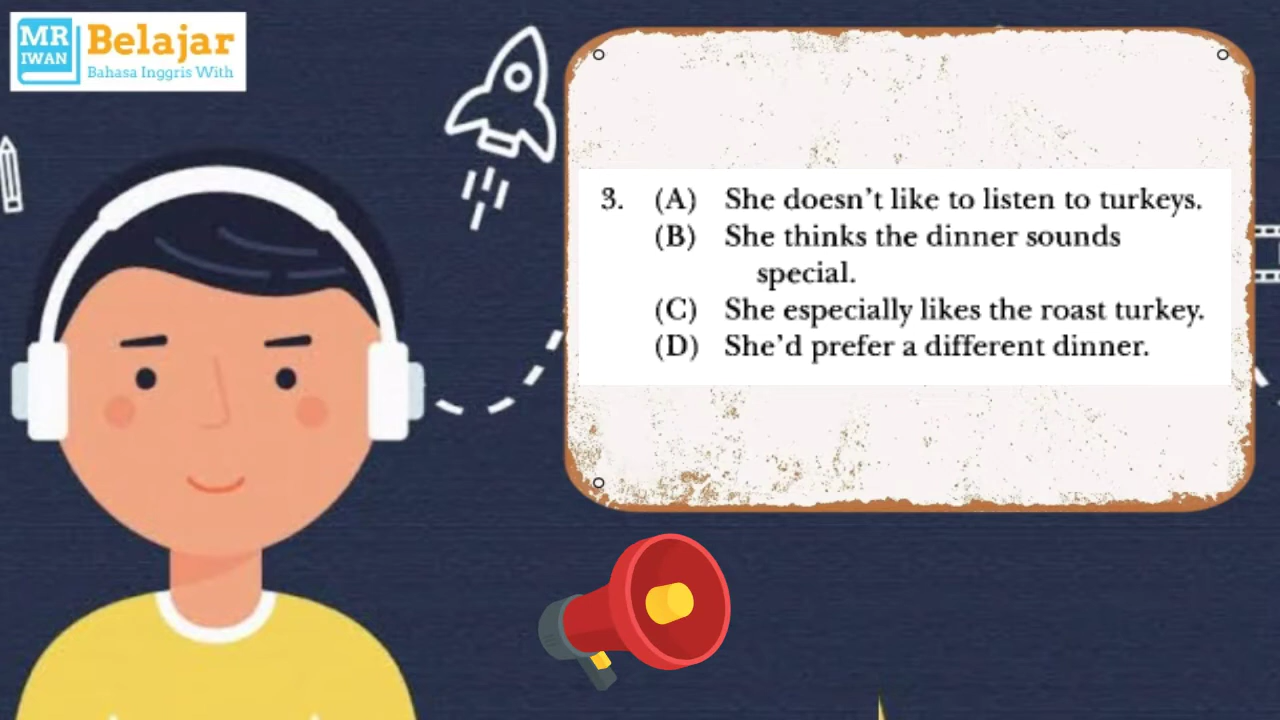 MR
IWAN
Belajar
Bahasa Inggris With
3. (A) She doesn't like to listen to turkeys.
(B) She thinks the dinner sounds
special.
(C) She especially likes the roast turkey.
(D) She'd prefer a different dinner.